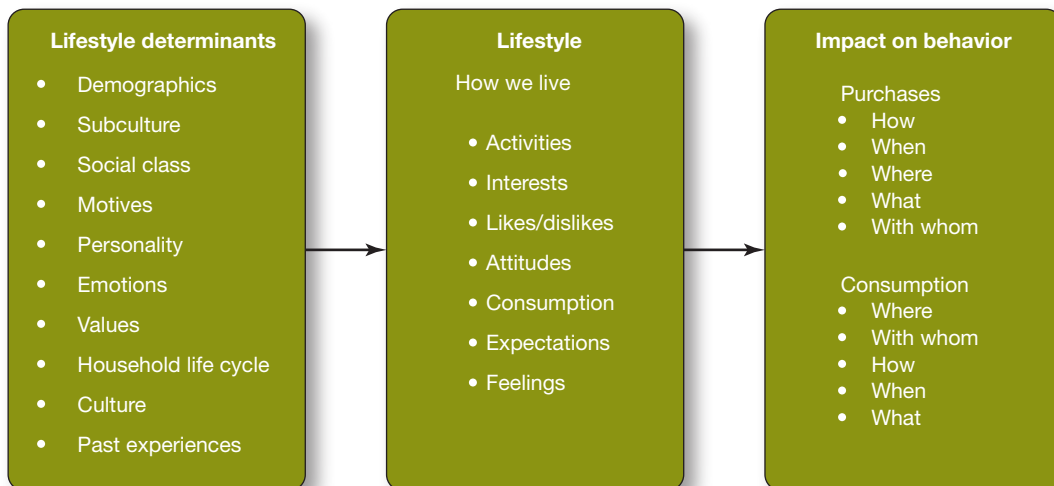 Lifestyle determinants
• Demographics
• Subculture
• Social class
• Motives
• Personality
• Emotions
• Values
• Household life cycle
• Culture
• Past experiences
Lifestyle
How we live
• Activities
• Interests
• Likes/dislikes
• Attitudes
• Consumption
• Expectations
• Feelings
Impact on behavior
Purchases
• How
• When
• Where
• What
• With whom
Consumption
• Where
• With whom
• How
• When
• What